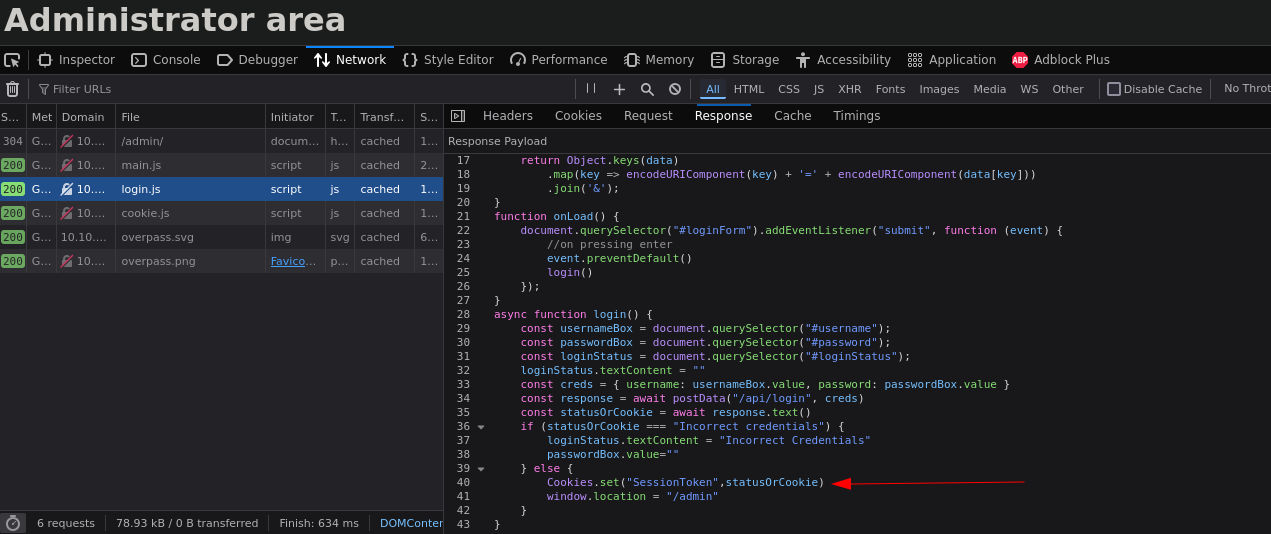 Administrator area
Inspector Console Debugger Network Style Editor Performance Memory Storage Accessibility Application ABP Adblock Plus
Filter URLs All HTML CSS JS XHR Fonts Images Media WS Other Disable Cache No Throt
S... Met Domain File Initiator T... Transf... S... Headers Cookies Request Response Cache Timings
304 G... 10.... /admin/ docum... h... cached 1...
200 G... 10.... main.js script js cached 2...
200 G... 10.... login.js script js cached 1...
200 G... 10.... cookie.js script js cached 1...
200 G... 10.10.... overpass.svg img svg cached 6...
200 G... 10.... overpass.png Favico... p... cached 1...
Response Payload
17 return Object.keys(data)
18 .map(key => encodeURIComponent(key) + '=' + encodeURIComponent(data[key]))
19 .join('&');
20 }
21 function onLoad() {
22 document.querySelector("#loginForm").addEventListener("submit", function (event) {
23 //on pressing enter
24 event.preventDefault()
25 login()
26 });
27 }
28 async function login() {
29 const usernameBox = document.querySelector("#username");
30 const passwordBox = document.querySelector("#password");
31 const loginStatus = document.querySelector("#loginStatus");
32 loginStatus.textContent = ""
33 const creds = { username: usernameBox.value, password: passwordBox.value }
34 const response = await postData("/api/login", creds)
35 const statusOrCookie = await response.text()
36 if (statusOrCookie === "Incorrect credentials") {
37 loginStatus.textContent = "Incorrect Credentials"
38 passwordBox.value=""
39 } else {
40 Cookies.set("SessionToken",statusOrCookie)
41 window.location = "/admin"
42 }
43 }
6 requests 78.93 kB / 0 B transferred Finish: 634 ms DOMConter